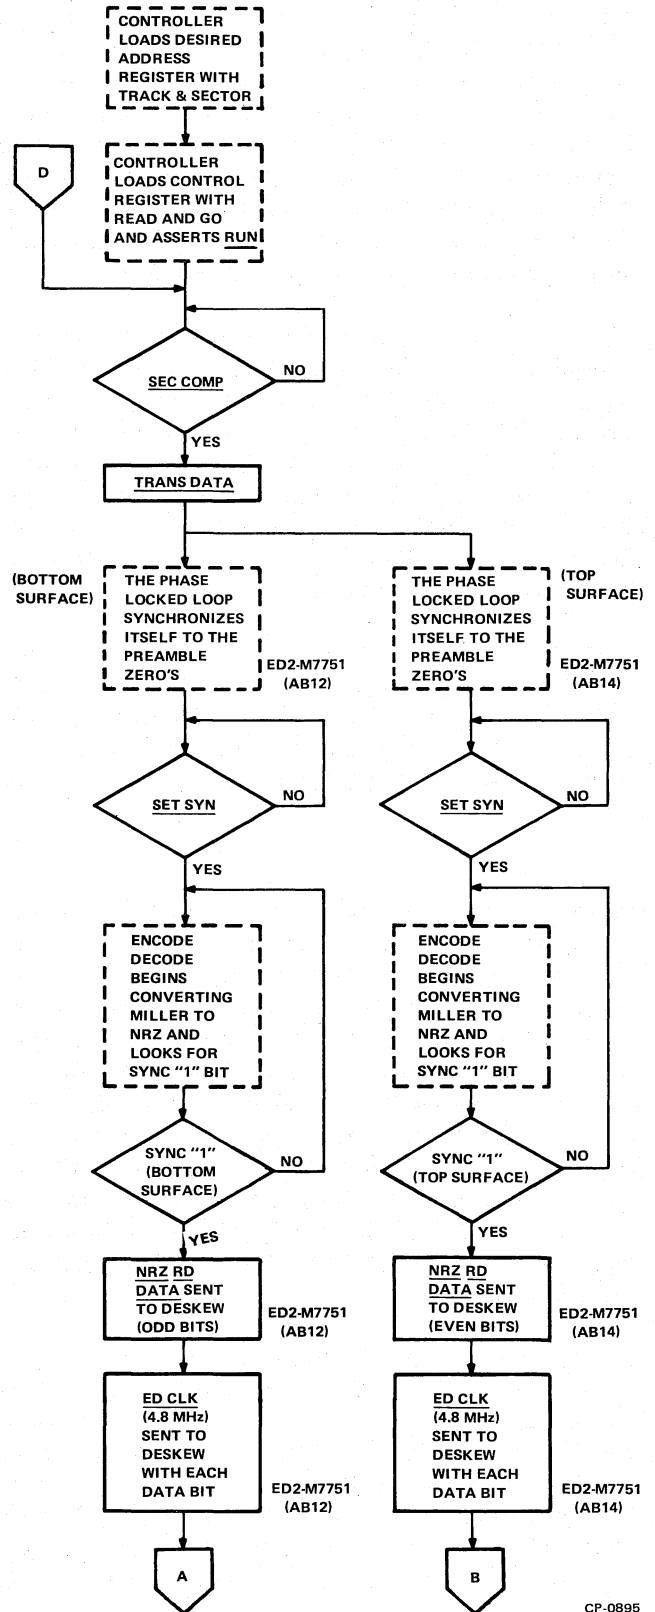 CONTROLLER
LOADS DESIRED
ADDRESS
REGISTER WITH
TRACK & SECTOR
D
CONTROLLER
LOADS CONTROL
REGISTER WITH
READ AND GO
AND ASSERTS RUN
SEC COMP
NO
YES
TRANS DATA
(BOTTOM
SURFACE)
THE PHASE
LOCKED LOOP
SYNCHRONIZES
ITSELF TO THE
PREAMBLE
ZERO'S
ED2-M7751
(AB12)
THE PHASE
LOCKED LOOP
SYNCHRONIZES
ITSELF TO THE
PREAMBLE
ZERO'S
(TOP
SURFACE)
ED2-M7751
(AB14)
SET SYN
NO
YES
SET SYN
NO
YES
ENCODE
DECODE
BEGINS
CONVERTING
MILLER TO
NRZ AND
LOOKS FOR
SYNC "1" BIT
ENCODE
DECODE
BEGINS
CONVERTING
MILLER TO
NRZ AND
LOOKS FOR
SYNC "1" BIT
SYNC "1"
(BOTTOM
SURFACE)
NO
YES
SYNC "1"
(TOP SURFACE)
NO
YES
NRZ RD
DATA SENT
TO DESKEW
(ODD BITS)
ED2-M7751
(AB12)
NRZ RD
DATA SENT
TO DESKEW
(EVEN BITS)
ED2-M7751
(AB14)
ED CLK
(4.8 MHz)
SENT TO
DESKEW
WITH EACH
DATA BIT
ED2-M7751
(AB12)
ED CLK
(4.8 MHz)
SENT TO
DESKEW
WITH EACH
DATA BIT
ED2-M7751
(AB14)
A
B
CP-0895